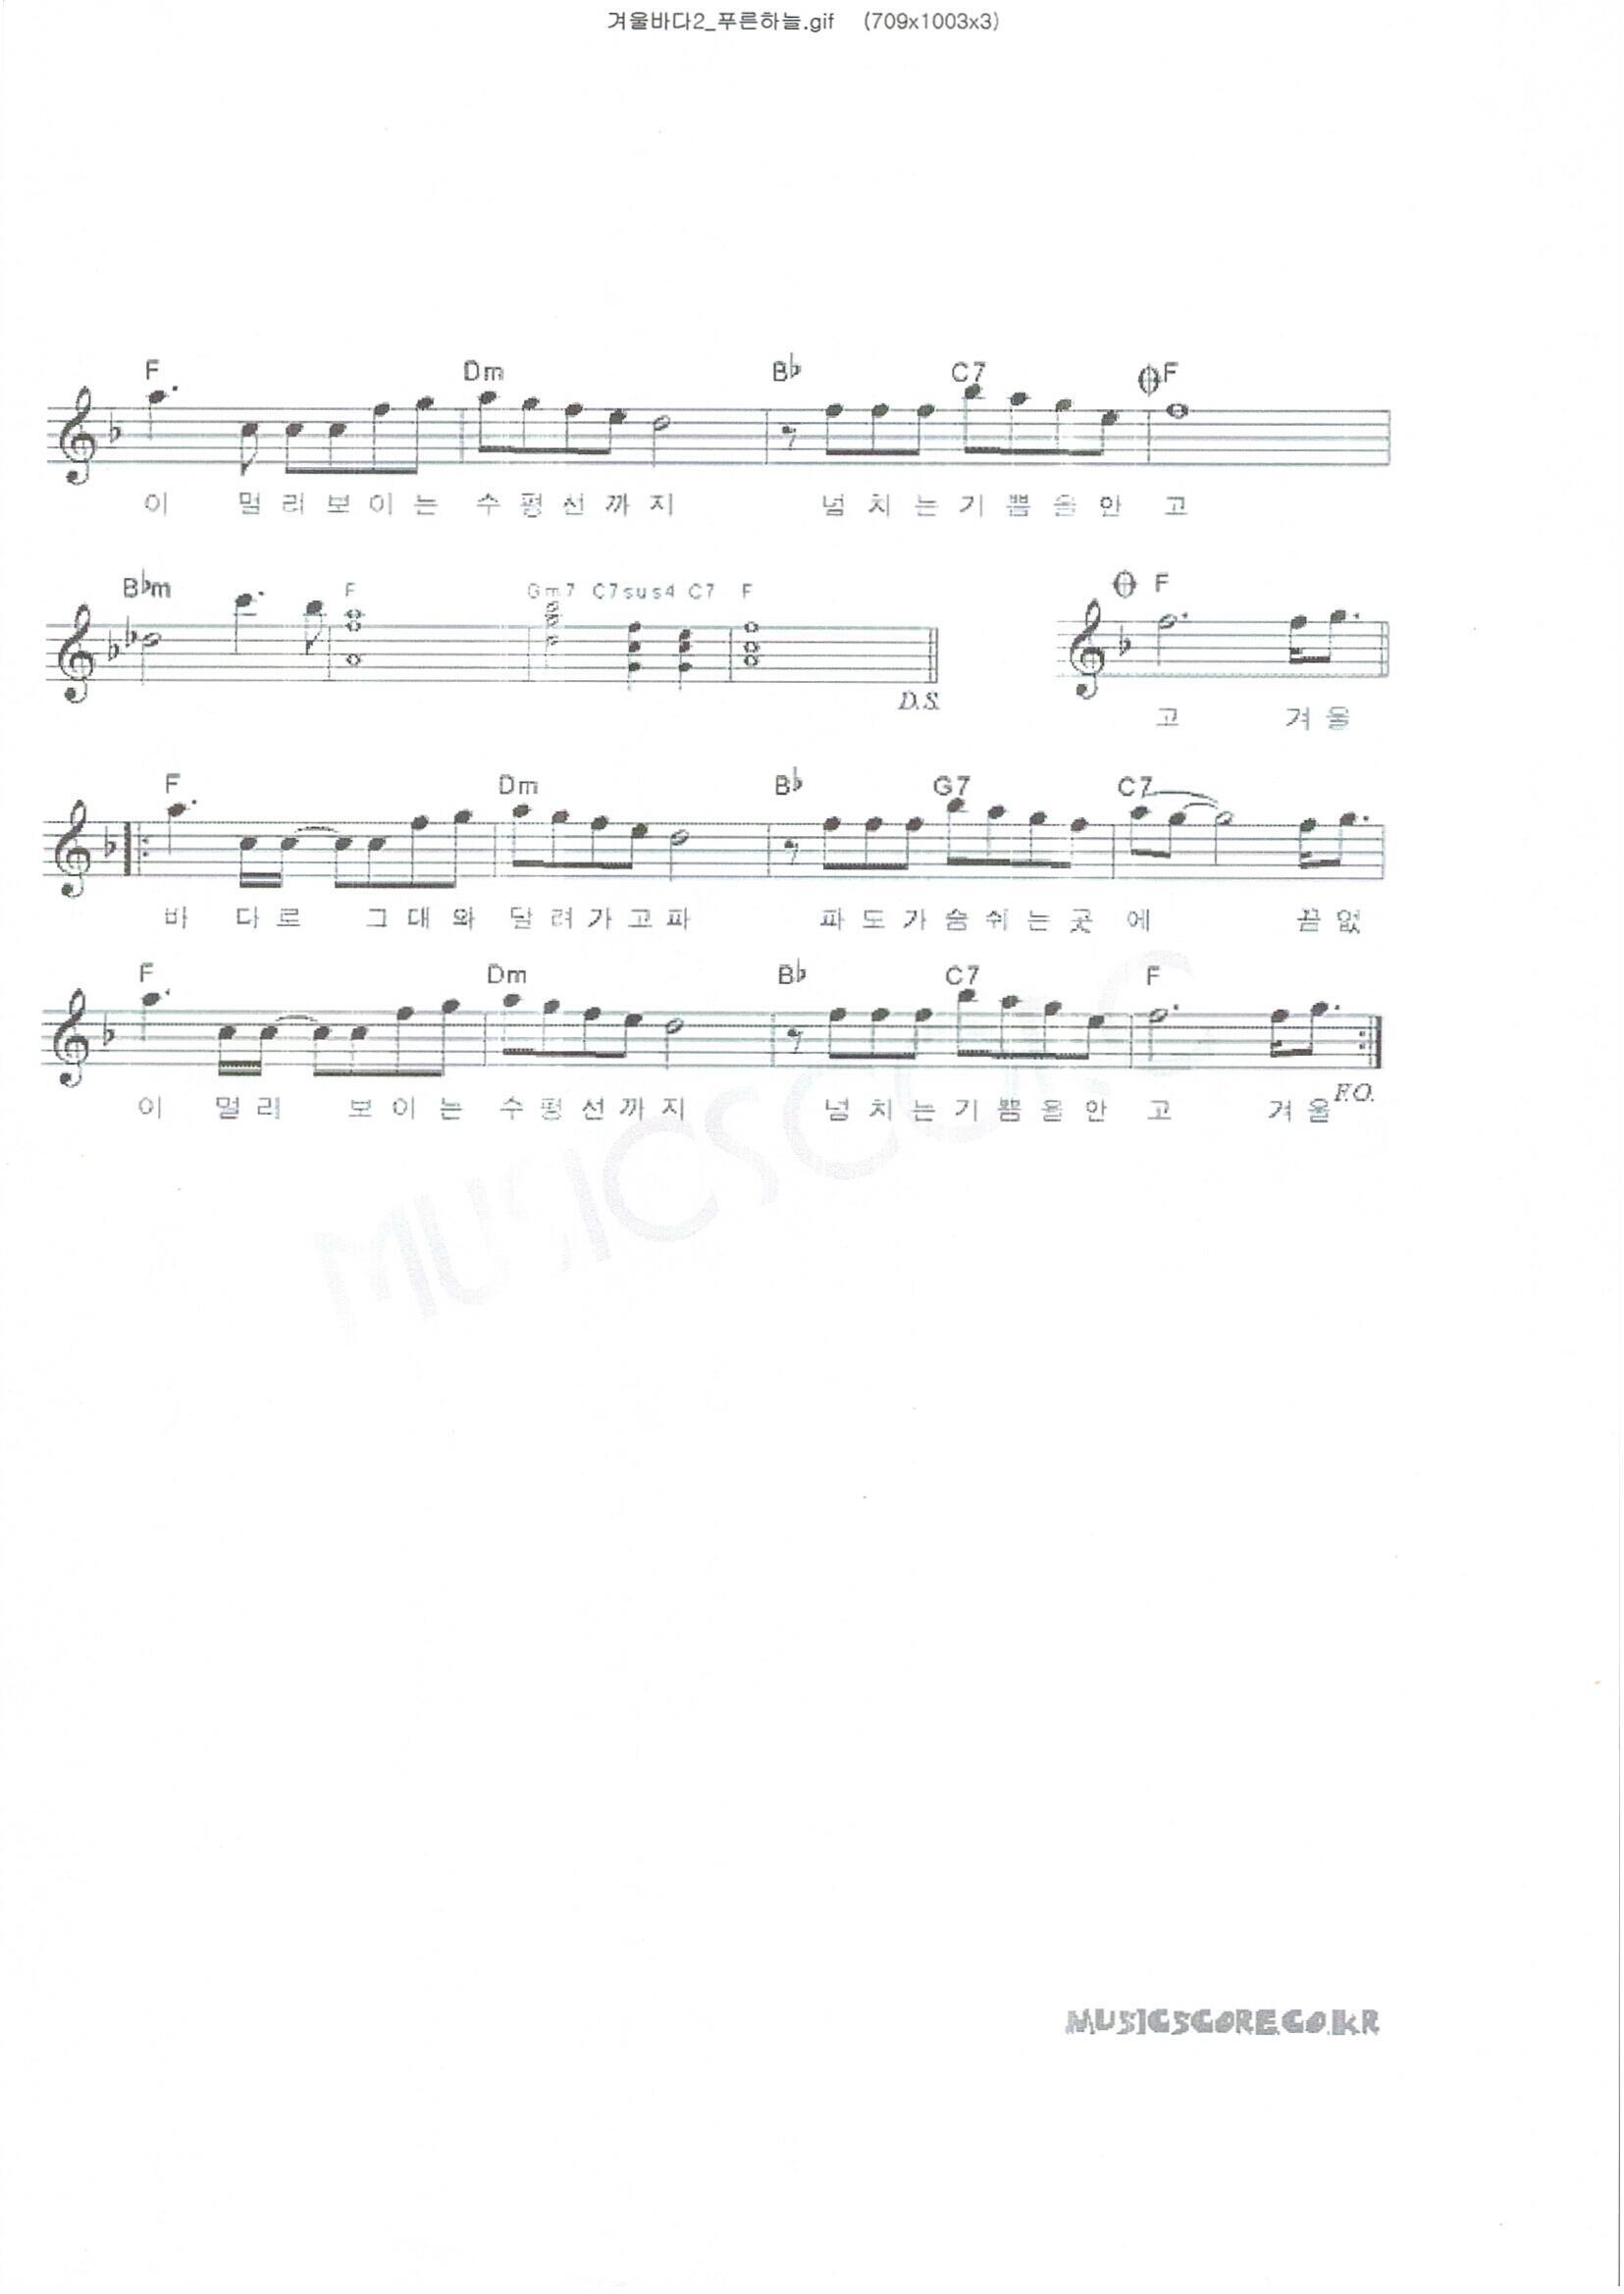 겨울바다2_푸른하늘.gif (709x1003x3)
F Dm B♭ C7 F
이 멀 리 보 이 는 수 평 선 까 지 넘 치 는 기 쁨 을 안 고
B♭m F Gm7 C7sus4 C7 F F
D.S.
고 겨 울
F Dm B♭ G7 C7
바 다 로 그 대 와 달 려 가 고 파 파 도 가 숨 쉬 는 곳 에 끝 없
F Dm B♭ C7 F
이 멀 리 보 이 는 수 평 선 까 지 넘 치 는 기 쁨 을 안 고 겨 울
F.O.
MUSICSCORE
MUSICSCORE.CO.KR